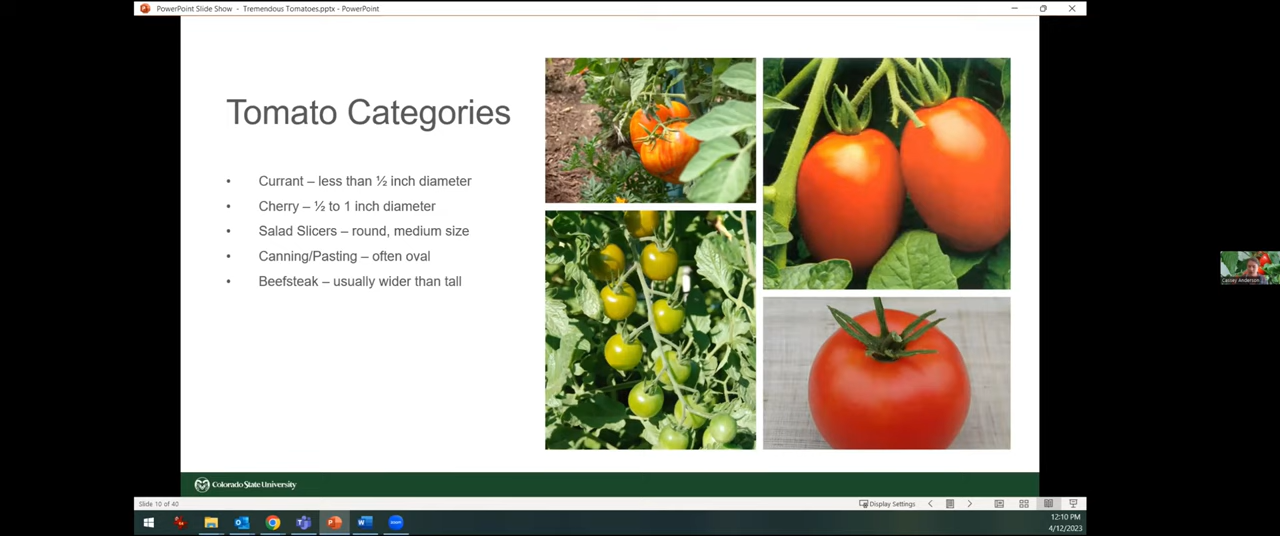 PowerPoint Slide Show - Tremendous Tomatoes.pptx - PowerPoint
Tomato Categories
• Currant – less than ½ inch diameter
• Cherry – ½ to 1 inch diameter
• Salad Slicers – round, medium size
• Canning/Pasting – often oval
• Beefsteak – usually wider than tall
Cassey Anderson
Colorado State University
Slide 10 of 40
Display Settings
12:10 PM
4/12/2023